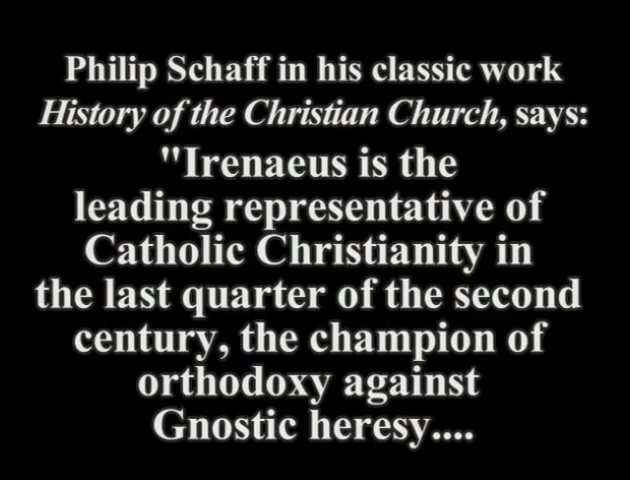 Philip Schaff in his classic work
History of the Christian Church, says:
"Irenaeus is the
leading representative of
Catholic Christianity in
the last quarter of the second
century, the champion of
orthodoxy against
Gnostic heresy....